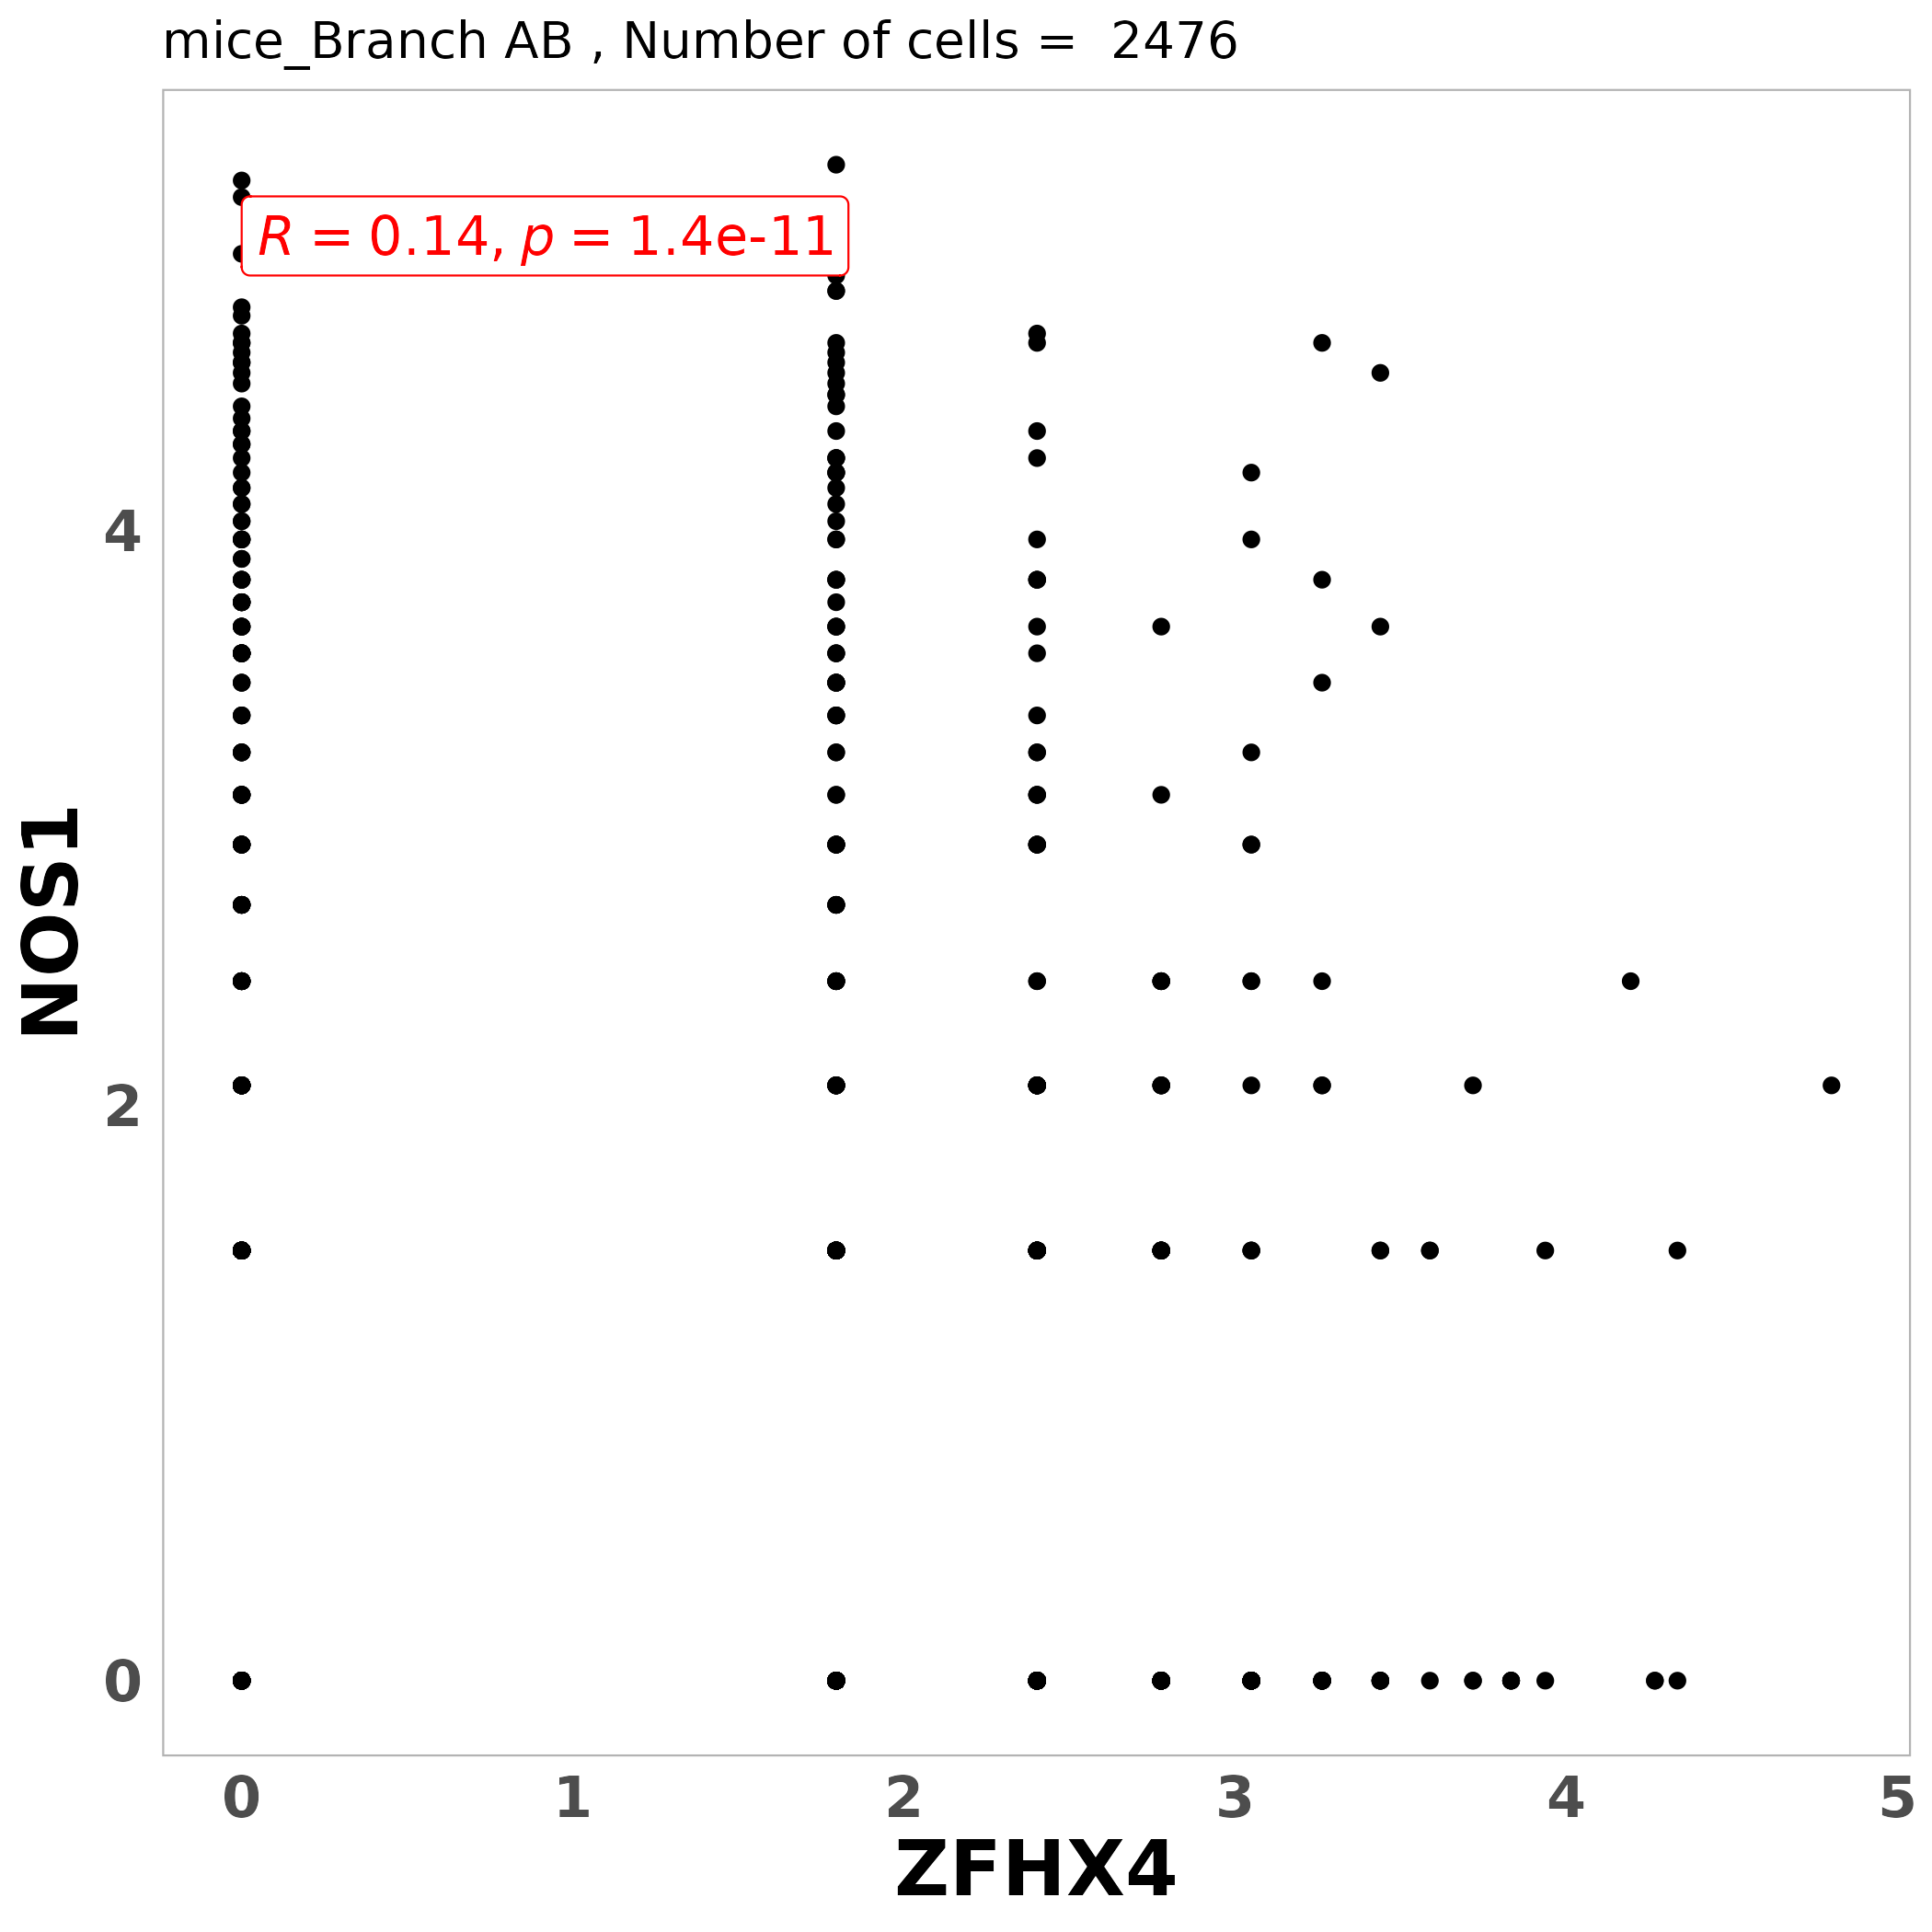 mice_Branch AB , Number of cells =  2476
R = 0.14, p = 1.4e-11
4
2
0
NOS1
0 1 2 3 4 5
ZFHX4